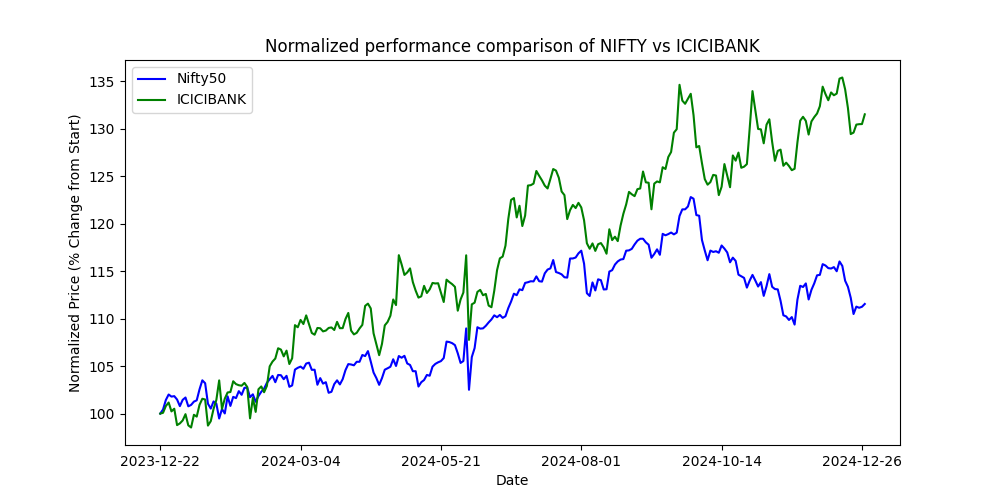 Normalized performance comparison of NIFTY vs ICICIBANK
Nifty50
ICICIBANK
Normalized Price (% Change from Start)
135
130
125
120
115
110
105
100
2023-12-22 2024-03-04 2024-05-21 2024-08-01 2024-10-14 2024-12-26
Date